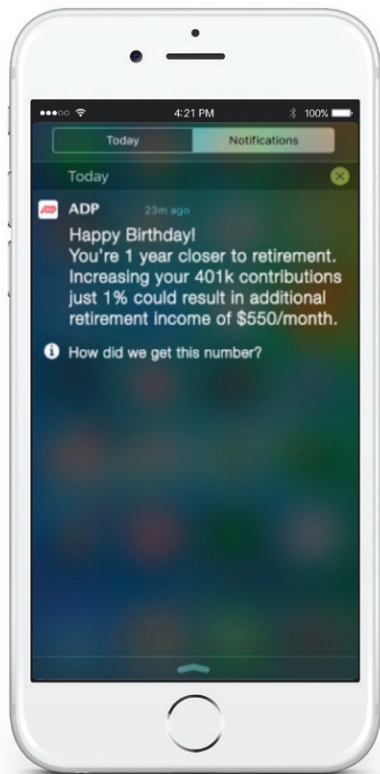 4:21 PM 100%
Today Notifications
Today
ADP ADP 23m ago
Happy Birthday!
You're 1 year closer to retirement.
Increasing your 401k contributions
just 1% could result in additional
retirement income of $550/month.
How did we get this number?